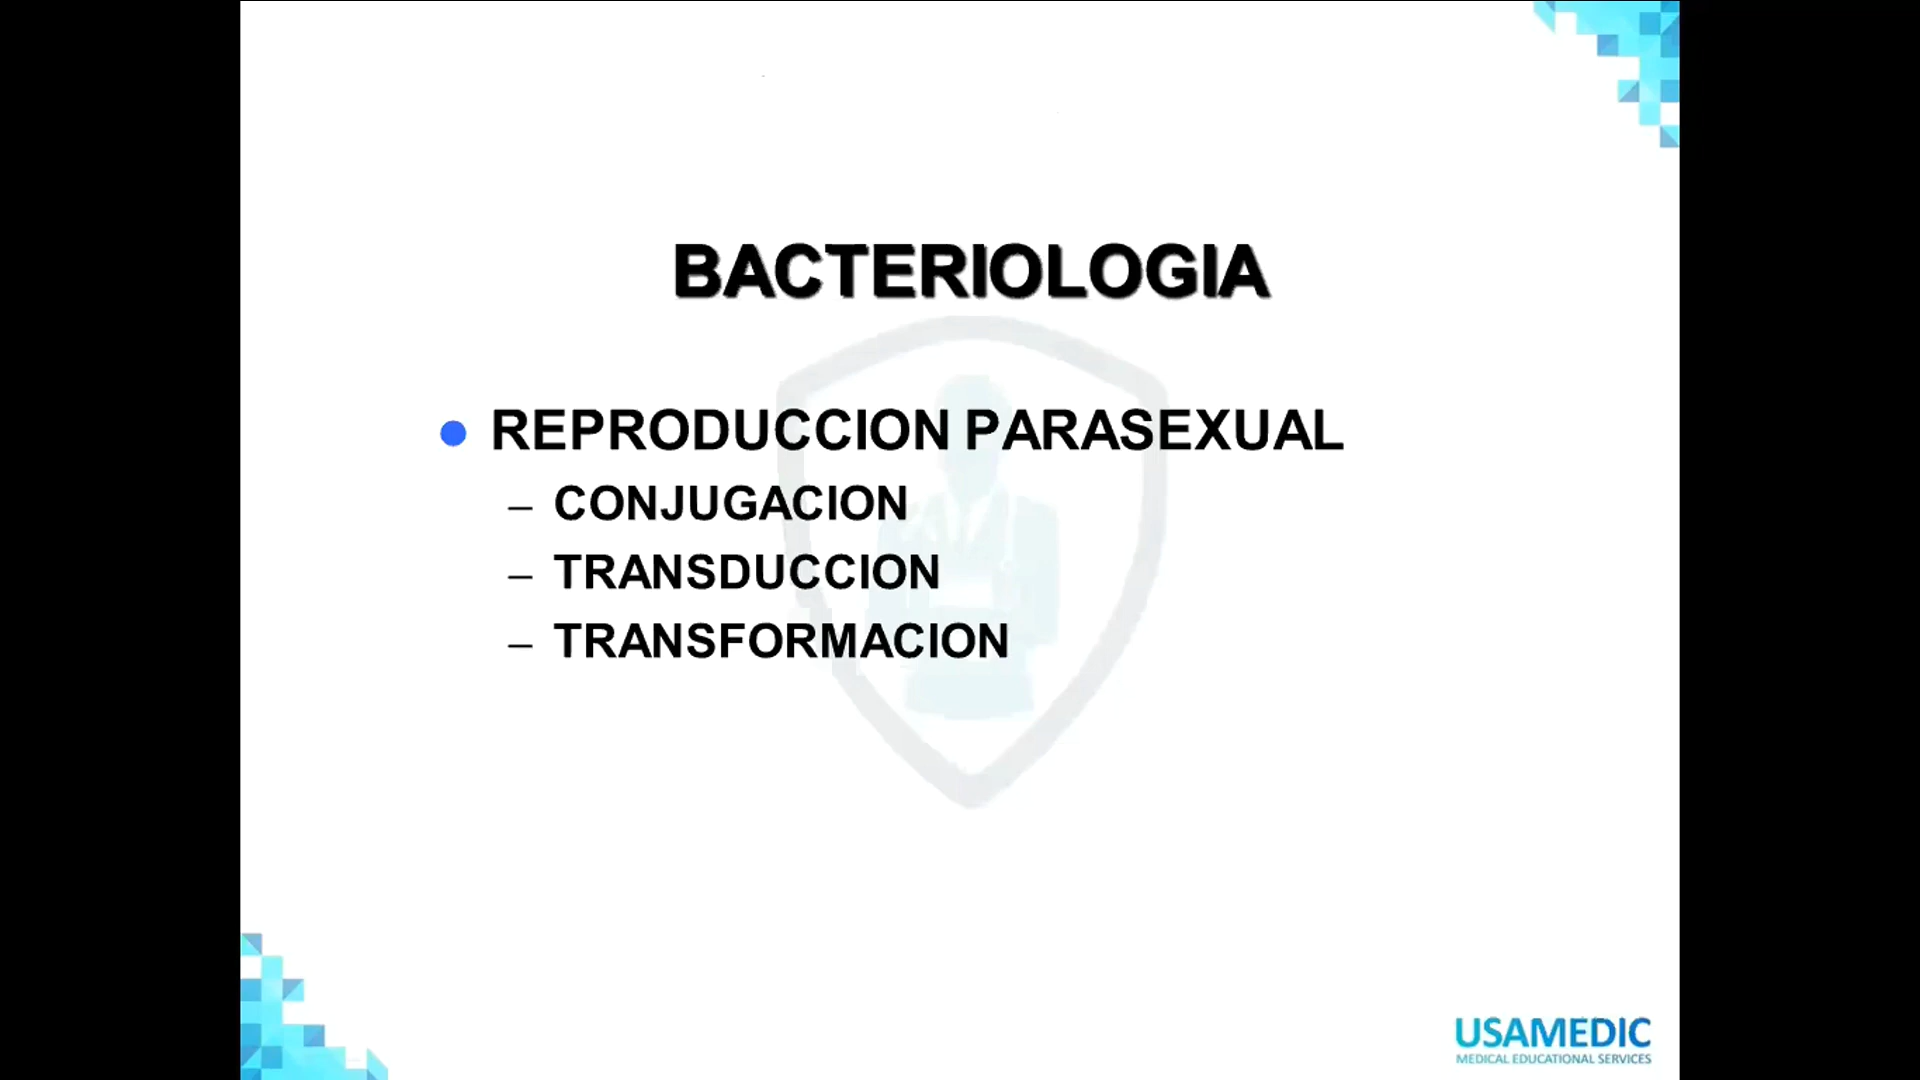 BACTERIOLOGIA
● REPRODUCCION PARASEXUAL
– CONJUGACION
– TRANSDUCCION
– TRANSFORMACION
USAMEDIC
MEDICAL EDUCATIONAL SERVICES